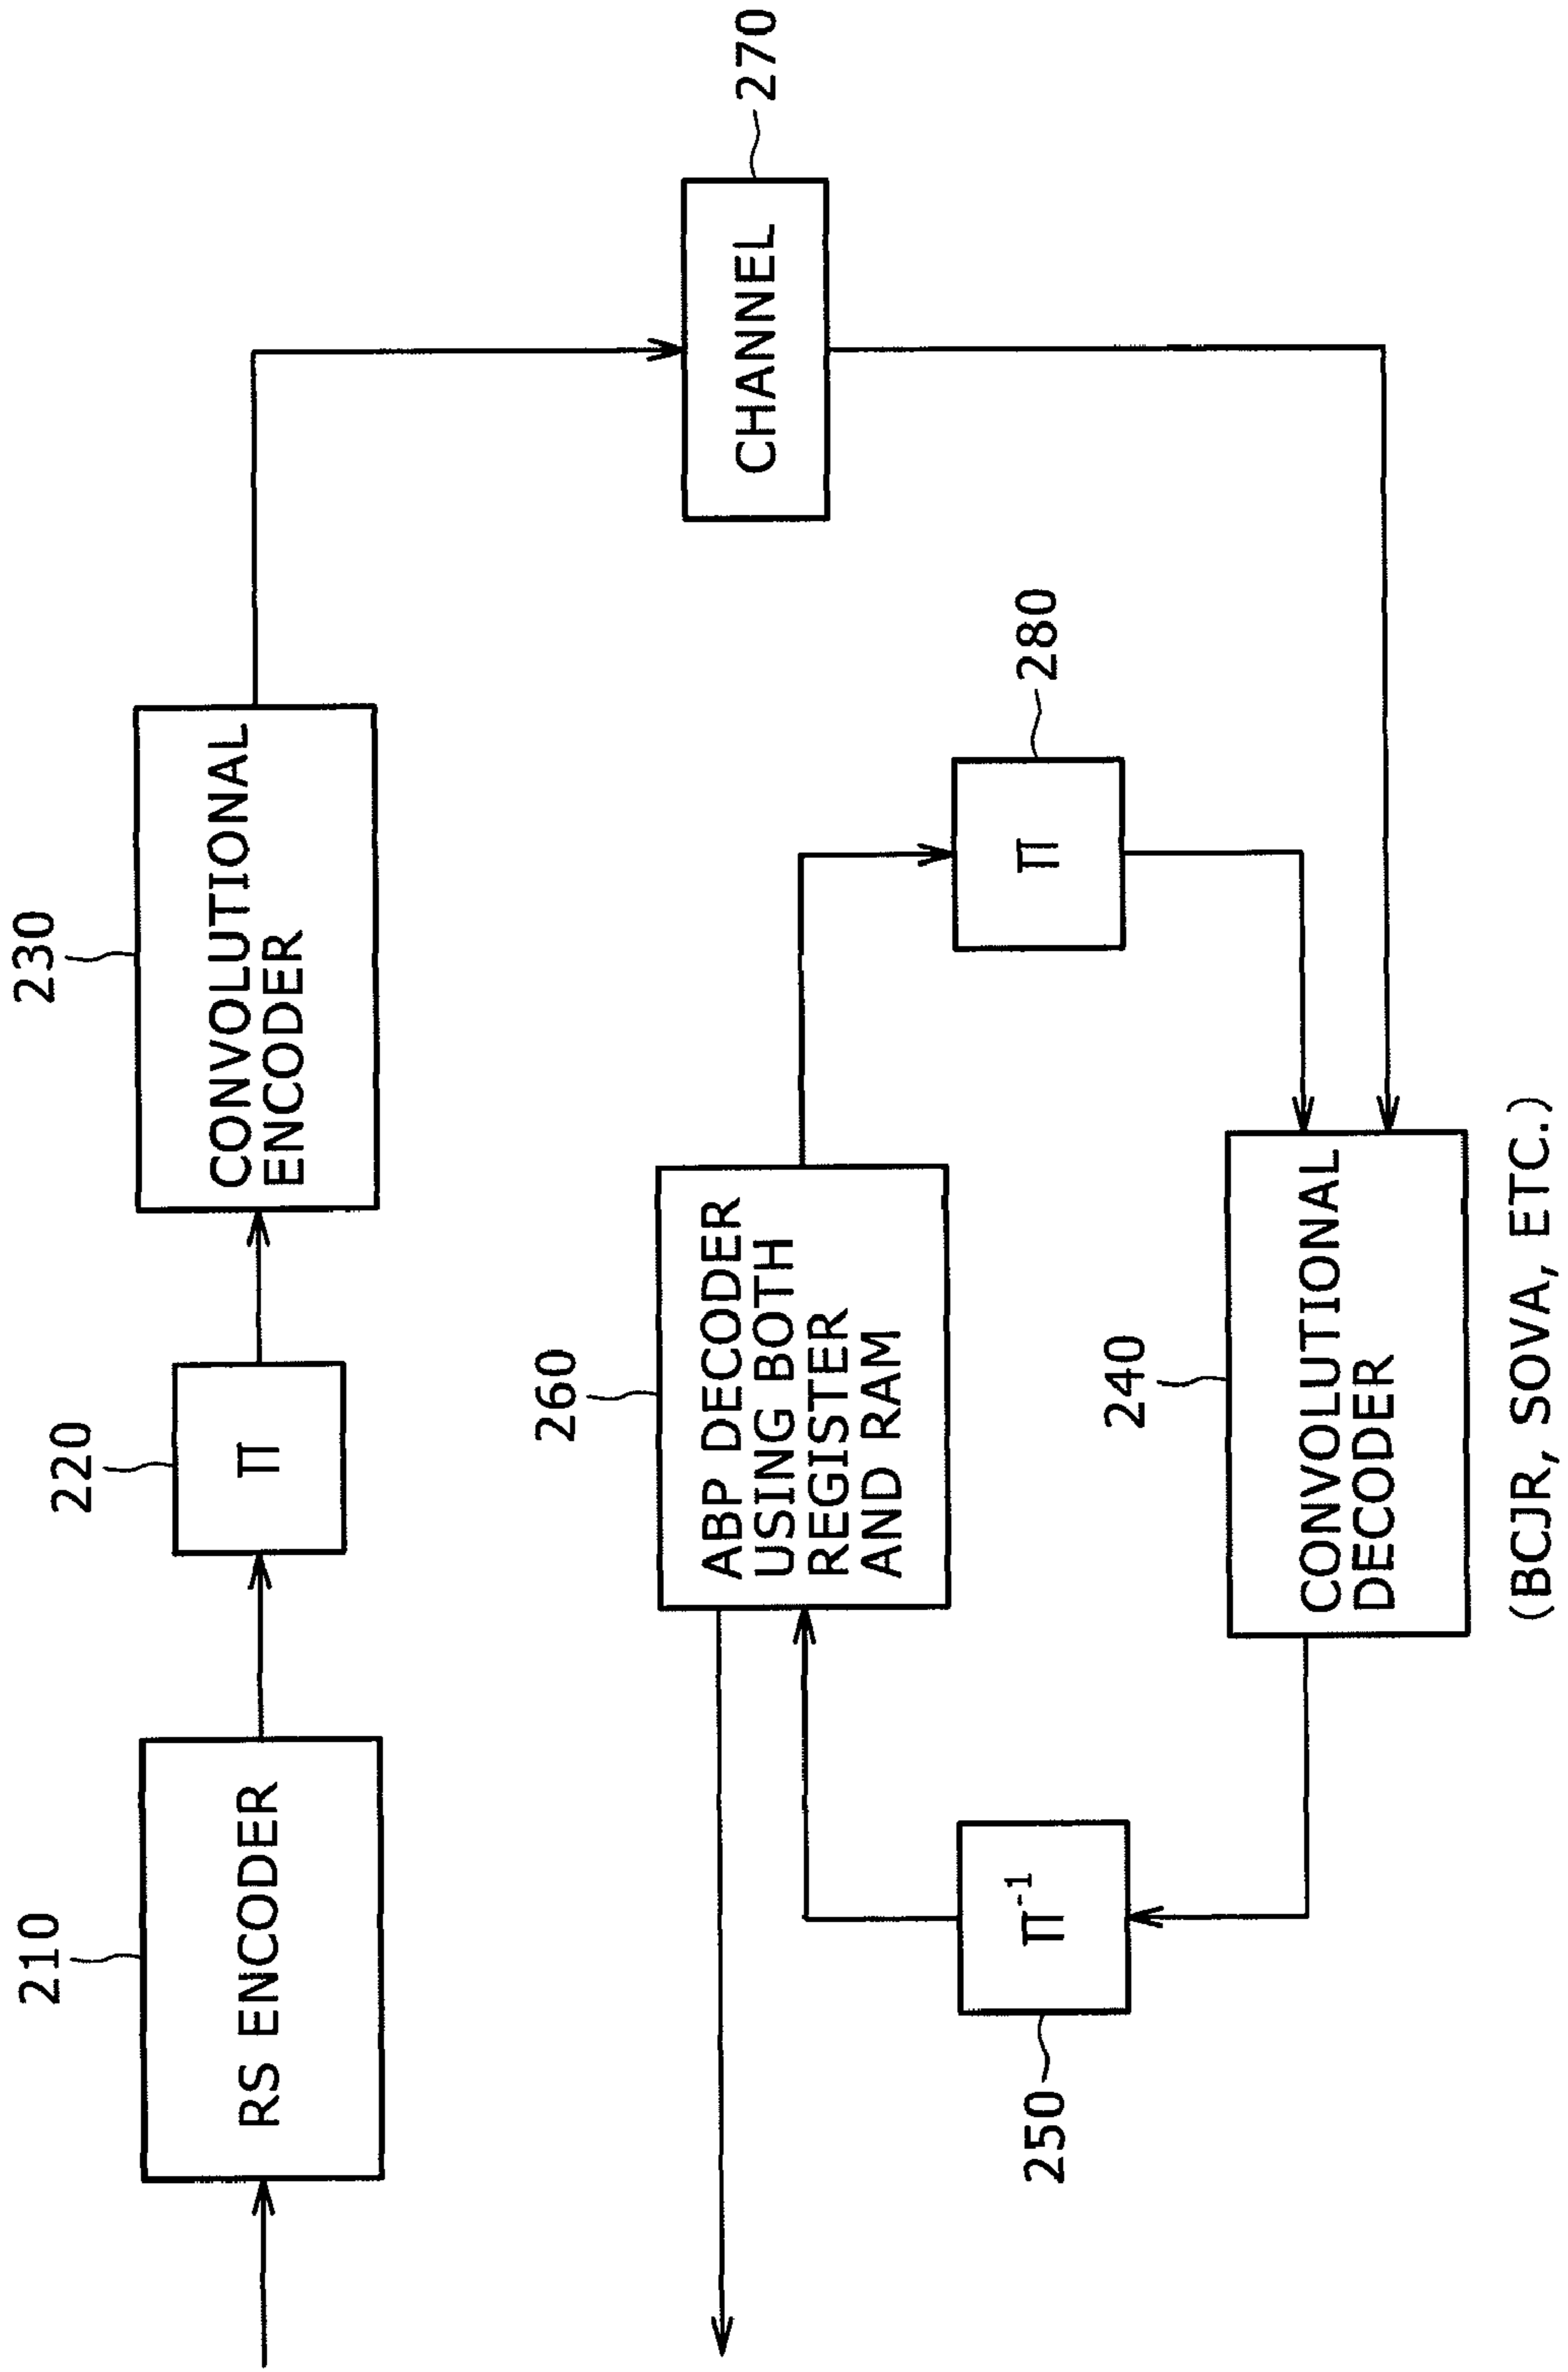 210
RS ENCODER
220
π
230
CONVOLUTIONAL
ENCODER
CHANNEL
270
260
ABP DECODER
USING BOTH
REGISTER
AND RAM
π
280
250
π-1
240
CONVOLUTIONAL
DECODER
(BCJR, SOVA, ETC.)